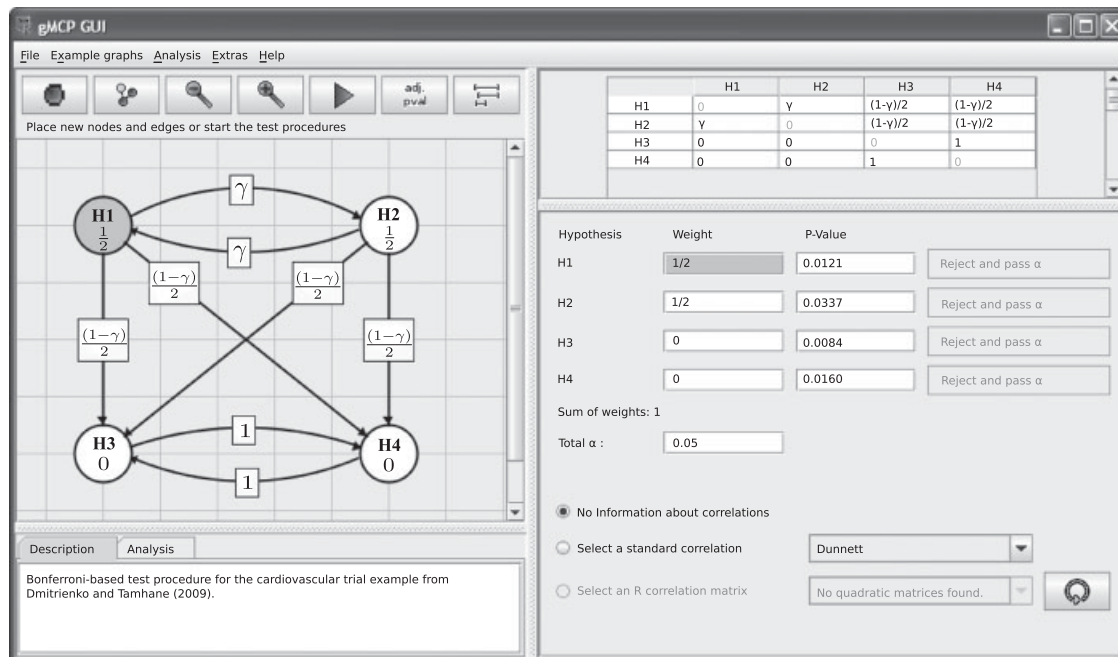 gMCP GUI
File Example graphs Analysis Extras Help
adj. pval
Place new nodes and edges or start the test procedures
H1 1/2
γ
H2 1/2
γ
(1−γ)/2
(1−γ)/2
(1−γ)/2
(1−γ)/2
H3 0
1
H4 0
1
Description Analysis
Bonferroni-based test procedure for the cardiovascular trial example from
Dmitrienko and Tamhane (2009).
H1 H2 H3 H4
H1 0 γ (1-γ)/2 (1-γ)/2
H2 γ 0 (1-γ)/2 (1-γ)/2
H3 0 0 0 1
H4 0 0 1 0
Hypothesis Weight P-Value
H1 1/2 0.0121 Reject and pass α
H2 1/2 0.0337 Reject and pass α
H3 0 0.0084 Reject and pass α
H4 0 0.0160 Reject and pass α
Sum of weights: 1
Total α : 0.05
No Information about correlations
Select a standard correlation Dunnett
Select an R correlation matrix No quadratic matrices found.